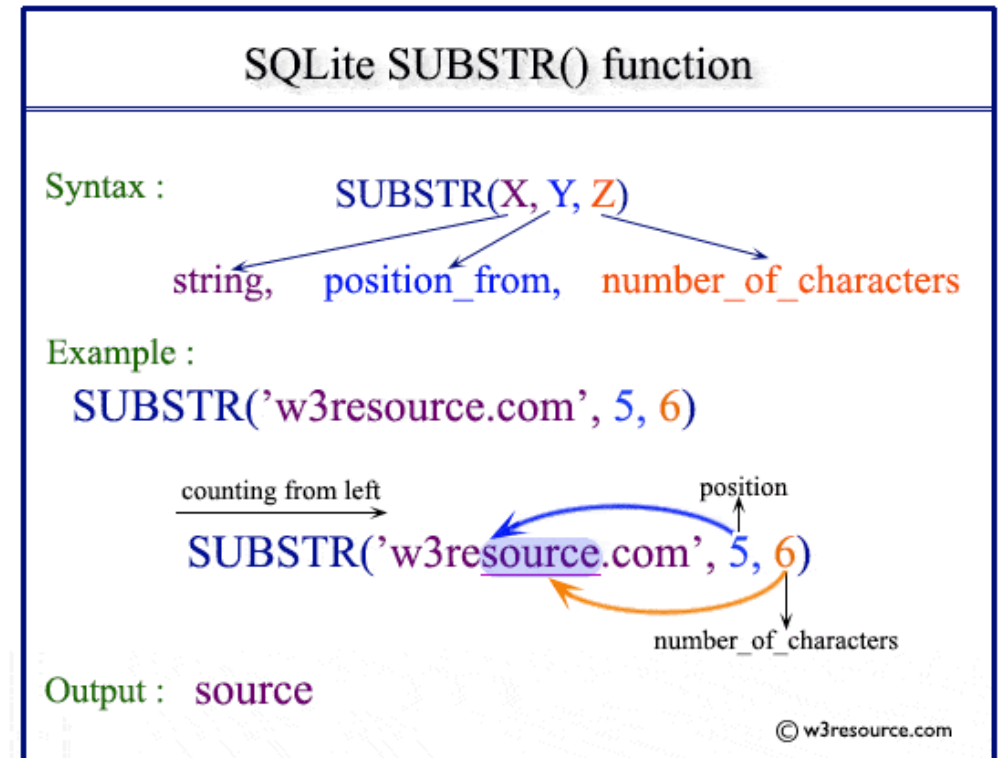 SQLite SUBSTR() function
Syntax :
SUBSTR(X, Y, Z)
string, position_from, number_of_characters
Example :
SUBSTR(’w3resource.com’, 5, 6)
counting from left
position
SUBSTR(’w3resource.com’, 5, 6)
number_of_characters
Output : source
© w3resource.com